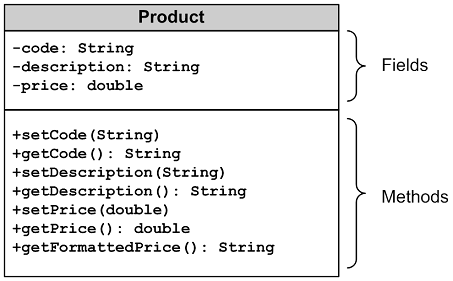 Product
-code: String
-description: String
-price: double
Fields
+setCode(String)
+getCode(): String
+setDescription(String)
+getDescription(): String
+setPrice(double)
+getPrice(): double
+getFormattedPrice(): String
Methods